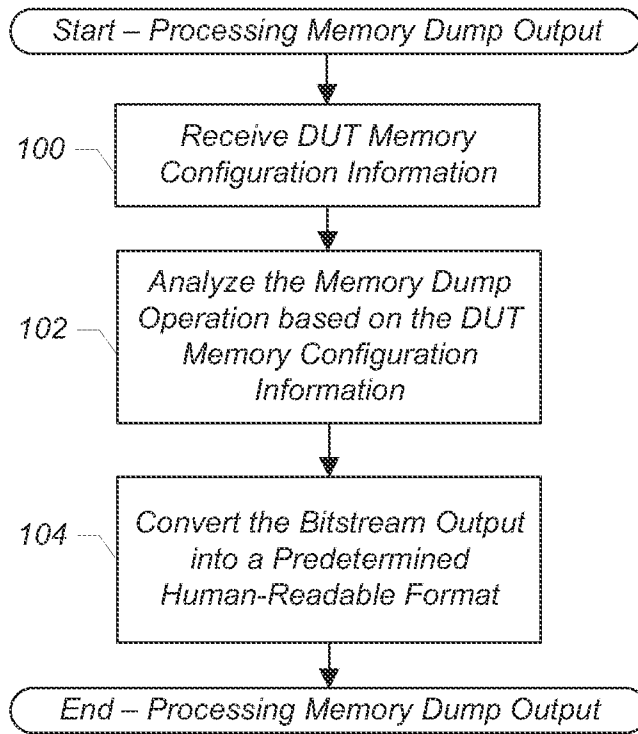 Start – Processing Memory Dump Output
100
Receive DUT Memory
Configuration Information
102
Analyze the Memory Dump
Operation based on the DUT
Memory Configuration
Information
104
Convert the Bitstream Output
into a Predetermined
Human-Readable Format
End – Processing Memory Dump Output